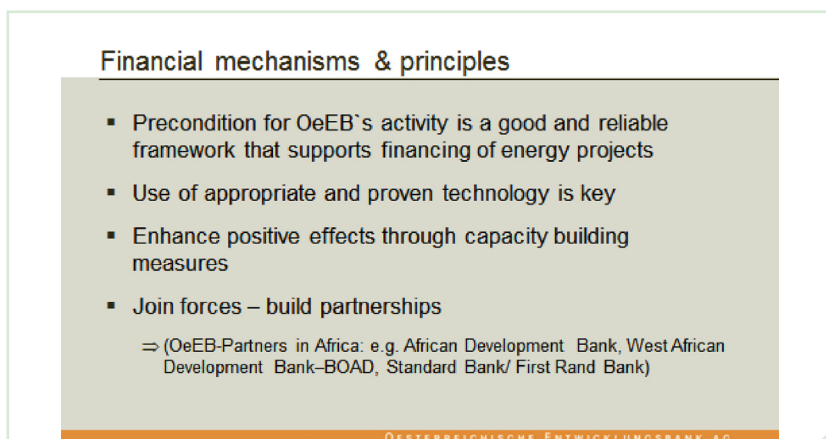 Financial mechanisms & principles
▪ Precondition for OeEB`s activity is a good and reliable
framework that supports financing of energy projects
▪ Use of appropriate and proven technology is key
▪ Enhance positive effects through capacity building
measures
▪ Join forces – build partnerships
⇒ (OeEB-Partners in Africa: e.g. African Development Bank, West African
Development Bank–BOAD, Standard Bank/ First Rand Bank)
OESTERREICHISCHE ENTWICKLUNGSBANK AG